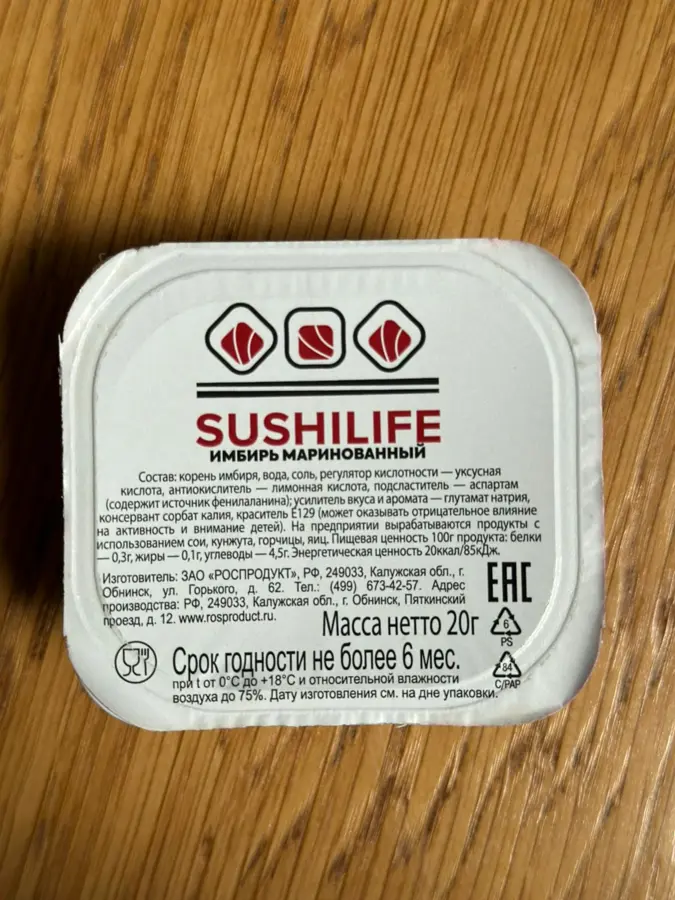 SUSHILIFE
ИМБИРЬ МАРИНОВАННЫЙ
Состав: корень имбиря, вода, соль, регулятор кислотности — уксусная
кислота, антиокислитель — лимонная кислота, подсластитель — аспартам
(содержит источник фенилаланина); усилитель вкуса и аромата — глутамат натрия,
консервант сорбат калия, краситель Е129 (может оказывать отрицательное влияние
на активность и внимание детей). На предприятии вырабатываются продукты с
использованием сои, кунжута, горчицы, яиц. Пищевая ценность 100г продукта: белки
— 0,3г, жиры — 0,1г, углеводы — 4,5г. Энергетическая ценность 20ккал/85кДж.
Изготовитель: ЗАО «РОСПРОДУКТ», РФ, 249033, Калужская обл., г.
Обнинск, ул. Горького, д. 62. Тел.: (499) 673-42-57. Адрес
производства: РФ, 249033, Калужская обл., г. Обнинск, Пяткинский
проезд, д. 12. www.rosproduct.ru.
EAC
Масса нетто 20г
6
PS
Срок годности не более 6 мес.
при t от 0°С до +18°С и относительной влажности
воздуха до 75%. Дату изготовления см. на дне упаковки.
84
C/PAP